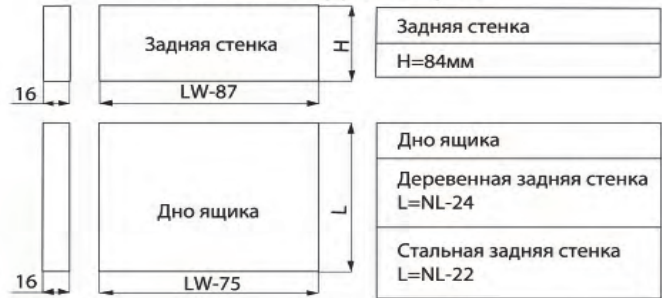 Задняя стенка
H
16
LW-87
Задняя стенка
H=84мм
Дно ящика
L
16
LW-75
Дно ящика
Деревенная задняя стенка
L=NL-24
Стальная задняя стенка
L=NL-22